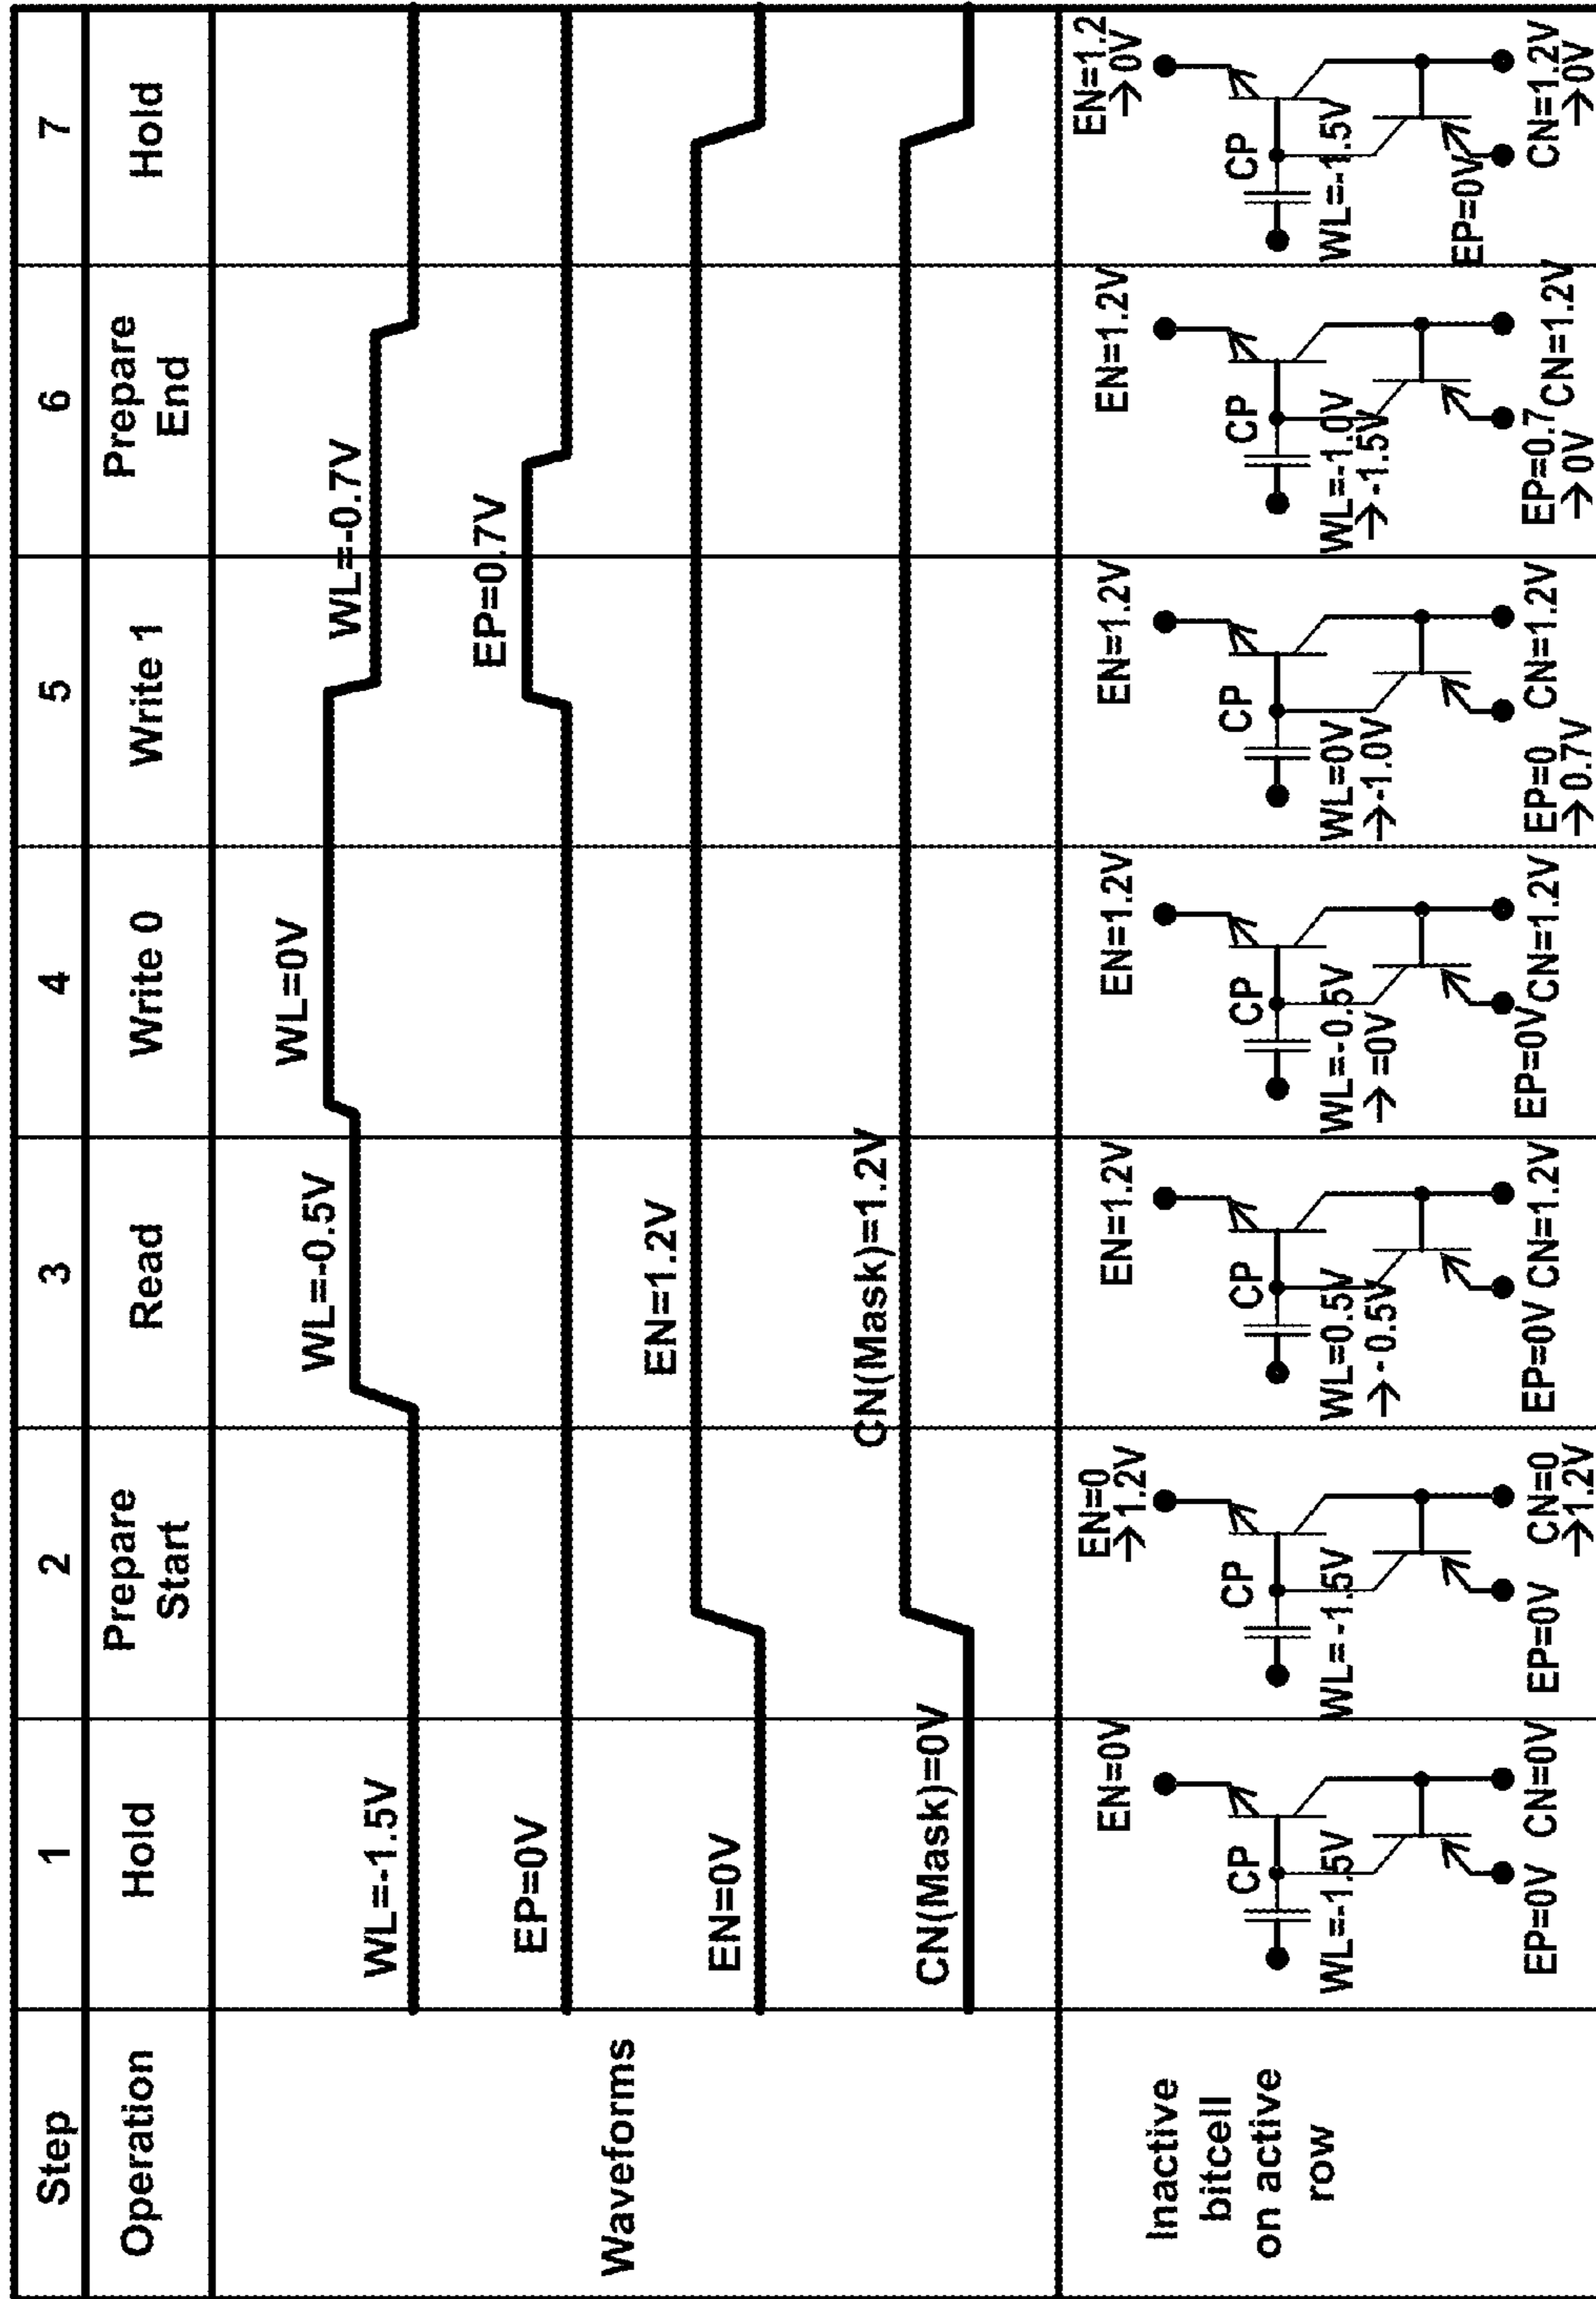 Step
1
2
3
4
5
6
7
Operation
Hold
Prepare
Start
Read
Write 0
Write 1
Prepare
End
Hold
Waveforms
WL=-1.5V
WL=-0.5V
WL=0V
WL=-0.7V
EP=0V
EP=0.7V
EN=0V
EN=1.2V
CN(Mask)=0V
CN(Mask)=1.2V
Inactive
bitcell
on active
row
EN=0V
CP
WL=-1.5V
EP=0V CN=0V
EN=0
→1.2V
CP
WL=-1.5V
EP=0V CN=0
→1.2V
EN=1.2V
CP
WL=0.5V
→-0.5V
EP=0V CN=1.2V
EN=1.2V
CP
WL=-0.5V
→=0V
EP=0V CN=1.2V
EN=1.2V
CP
WL=0V
→-1.0V
EP=0 CN=1.2V
→0.7V
EN=1.2V
CP
WL=-1.0V
→-1.5V
EP=0.7 CN=1.2V
→0V
EN=1.2
→0V
CP
WL=-1.5V
EP=0V
CN=1.2V
→0V